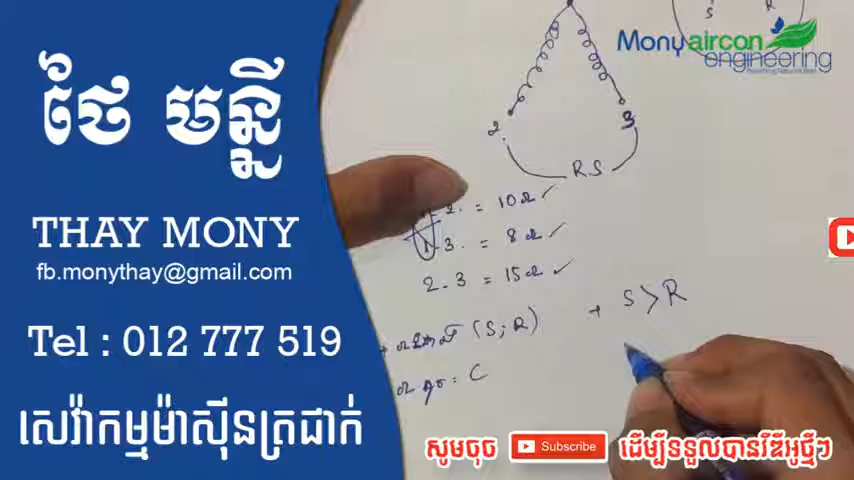 ថៃ មន្នី
THAY MONY
fb.monythay@gmail.com
Tel : 012 777 519
សេវ៉ាកម្មម៉ាស៊ីនត្រជាក់
S R
Monyaircon
engineering
2. 3
RS
2. = 10Ω ✓
1. 3. = 8Ω ✓
2-3 = 15Ω ✓
(S; R)
+ S > R
: C
សូមចុច Subscribe ដើម្បីទទួលបានវីដីអូថ្មីៗ